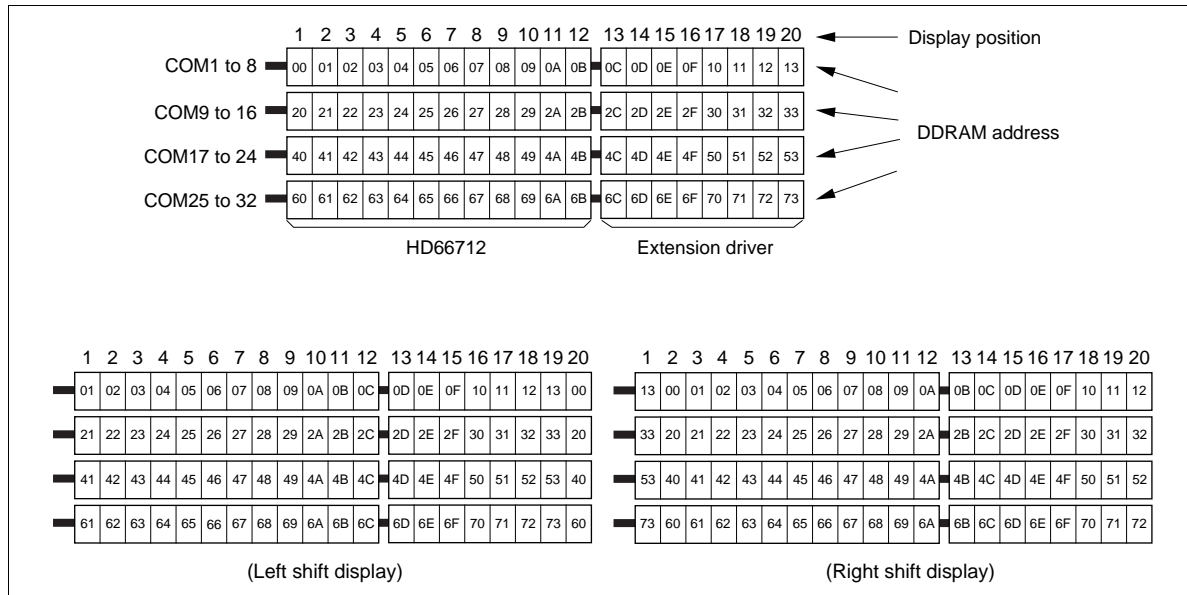 1 2 3 4 5 6 7 8 9 10 11 12 13 14 15 16 17 18 19 20 Display position
COM1 to 8 00 01 02 03 04 05 06 07 08 09 0A 0B 0C 0D 0E 0F 10 11 12 13
COM9 to 16 20 21 22 23 24 25 26 27 28 29 2A 2B 2C 2D 2E 2F 30 31 32 33
DDRAM address
COM17 to 24 40 41 42 43 44 45 46 47 48 49 4A 4B 4C 4D 4E 4F 50 51 52 53
COM25 to 32 60 61 62 63 64 65 66 67 68 69 6A 6B 6C 6D 6E 6F 70 71 72 73
HD66712 Extension driver
1 2 3 4 5 6 7 8 9 10 11 12 13 14 15 16 17 18 19 20
01 02 03 04 05 06 07 08 09 0A 0B 0C 0D 0E 0F 10 11 12 13 00
21 22 23 24 25 26 27 28 29 2A 2B 2C 2D 2E 2F 30 31 32 33 20
41 42 43 44 45 46 47 48 49 4A 4B 4C 4D 4E 4F 50 51 52 53 40
61 62 63 64 65 66 67 68 69 6A 6B 6C 6D 6E 6F 70 71 72 73 60
(Left shift display)
1 2 3 4 5 6 7 8 9 10 11 12 13 14 15 16 17 18 19 20
13 00 01 02 03 04 05 06 07 08 09 0A 0B 0C 0D 0E 0F 10 11 12
33 20 21 22 23 24 25 26 27 28 29 2A 2B 2C 2D 2E 2F 30 31 32
53 40 41 42 43 44 45 46 47 48 49 4A 4B 4C 4D 4E 4F 50 51 52
73 60 61 62 63 64 65 66 67 68 69 6A 6B 6C 6D 6E 6F 70 71 72
(Right shift display)